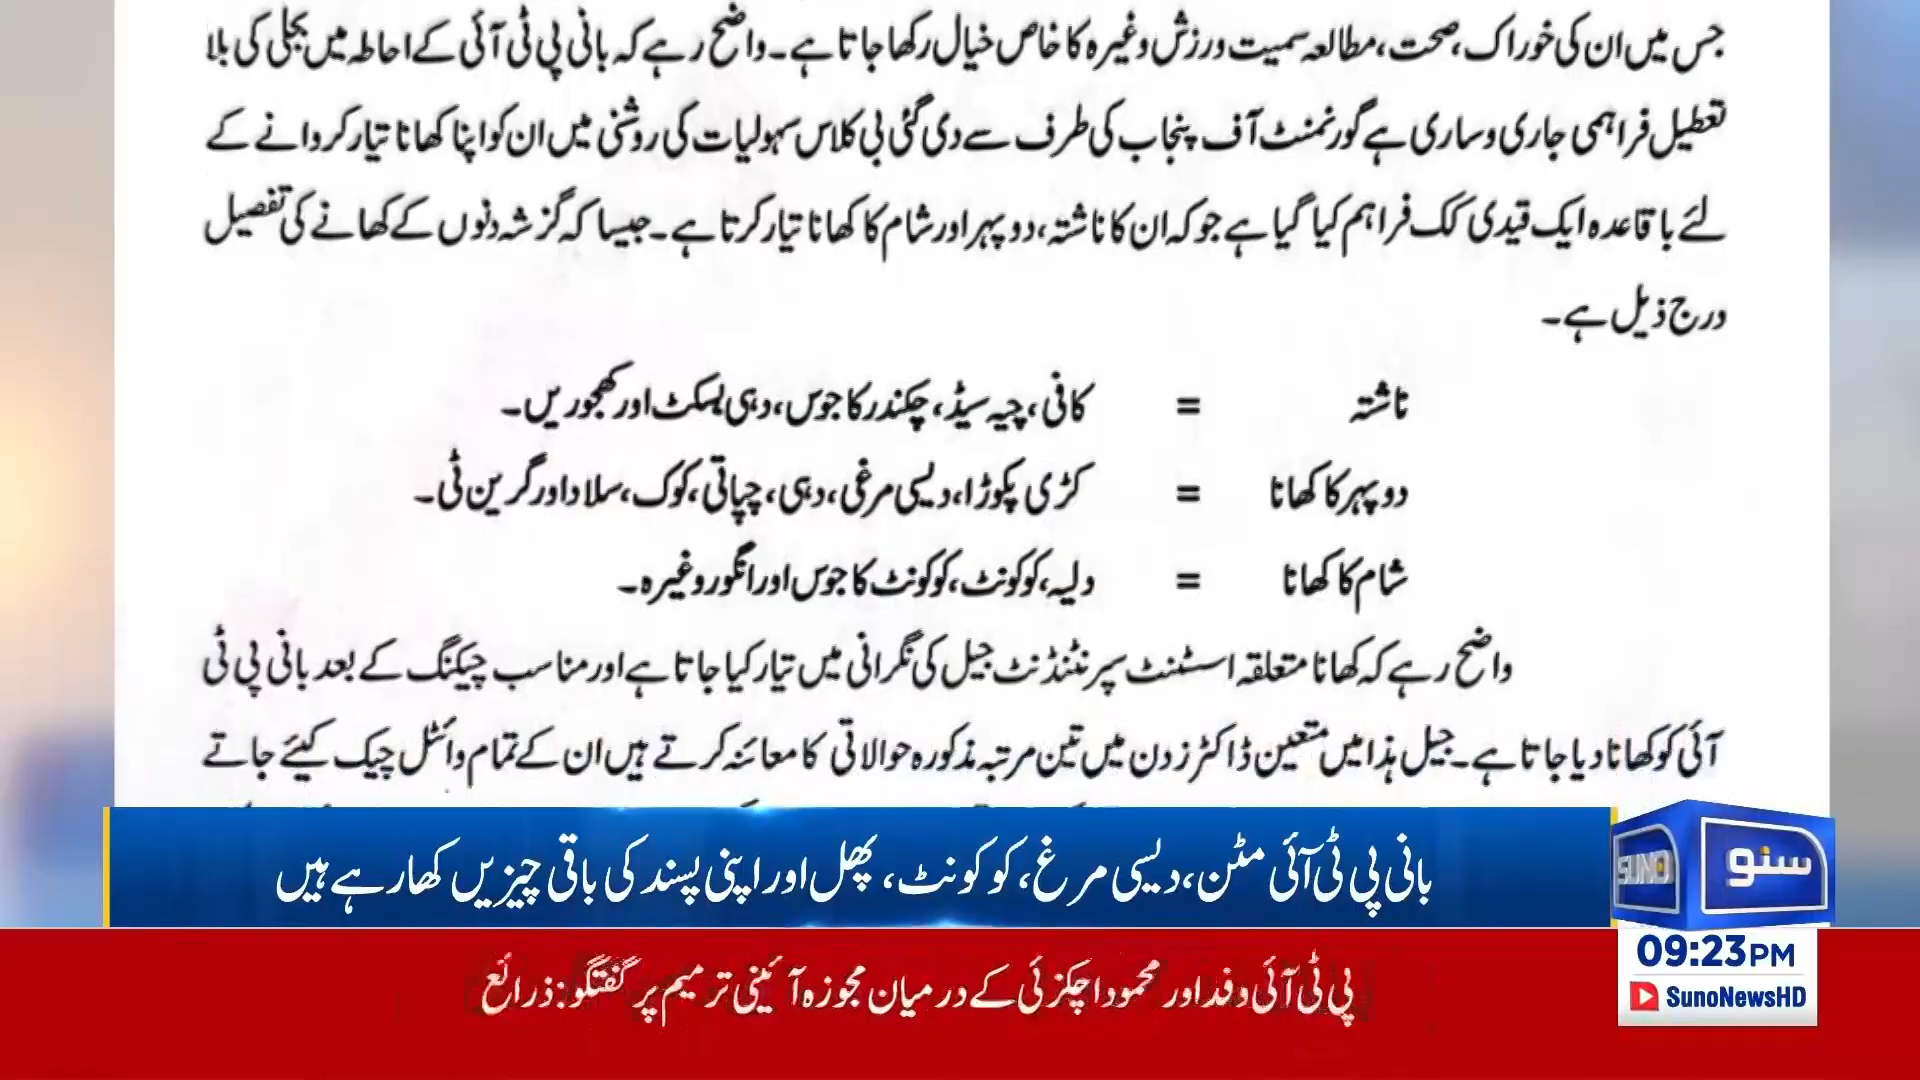 جس میں ان کی خوراک، صحت، مطالعہ سمیت ورزش وغیرہ کا خاص خیال رکھا جاتا ہے۔ واضح رہے کہ بانی پی ٹی آئی کے احاطہ میں بجلی کی بلا
تعطیل فراہمی جاری و ساری ہے گورنمنٹ آف پنجاب کی طرف سے دی گئی بی کلاس سہولیات کی روشنی میں ان کو اپنا کھانا تیار کروانے کے
لئے باقاعدہ ایک قیدی کک فراہم کیا گیا ہے جو کہ ان کا ناشتہ، دوپہر اور شام کا کھانا تیار کرتا ہے۔ جیسا کہ گزشہ دنوں کے کھانے کی تفصیل
درج ذیل ہے۔
ناشتہ = کافی، چیہ سیڈ، چکندر کا جوس، دہی بسکٹ اور کھجوریں۔
دوپہر کا کھانا = کڑی پکوڑا، دیسی مرغی، دہی، چپاتی، کوک، سلاد اور گرین ٹی۔
شام کا کھانا = دلیہ، کوکونٹ، کوکونٹ کا جوس اور انگور وغیرہ۔
واضح رہے کہ کھانا متعلقہ اسسٹنٹ سپرنٹنڈنٹ جیل کی نگرانی میں تیار کیا جاتا ہے اور مناسب چیکنگ کے بعد بانی پی ٹی
آئی کو کھانا دیا جاتا ہے۔ جیل ہذا میں متعین ڈاکٹرز دن میں تین مرتبہ مذکورہ حوالاتی کا معائنہ کرتے ہیں ان کے تمام وائٹل چیک کیئے جاتے
بانی پی ٹی آئی مٹن، دیسی مرغ، کوکونٹ، پھل اور اپنی پسند کی باقی چیزیں کھا رہے ہیں
SUNO سنو
پی ٹی آئی وفد اور محمود اچکزئی کے درمیان مجوزہ آئینی ترمیم پر گفتگو: ذرائع
09:23PM
SunoNewsHD